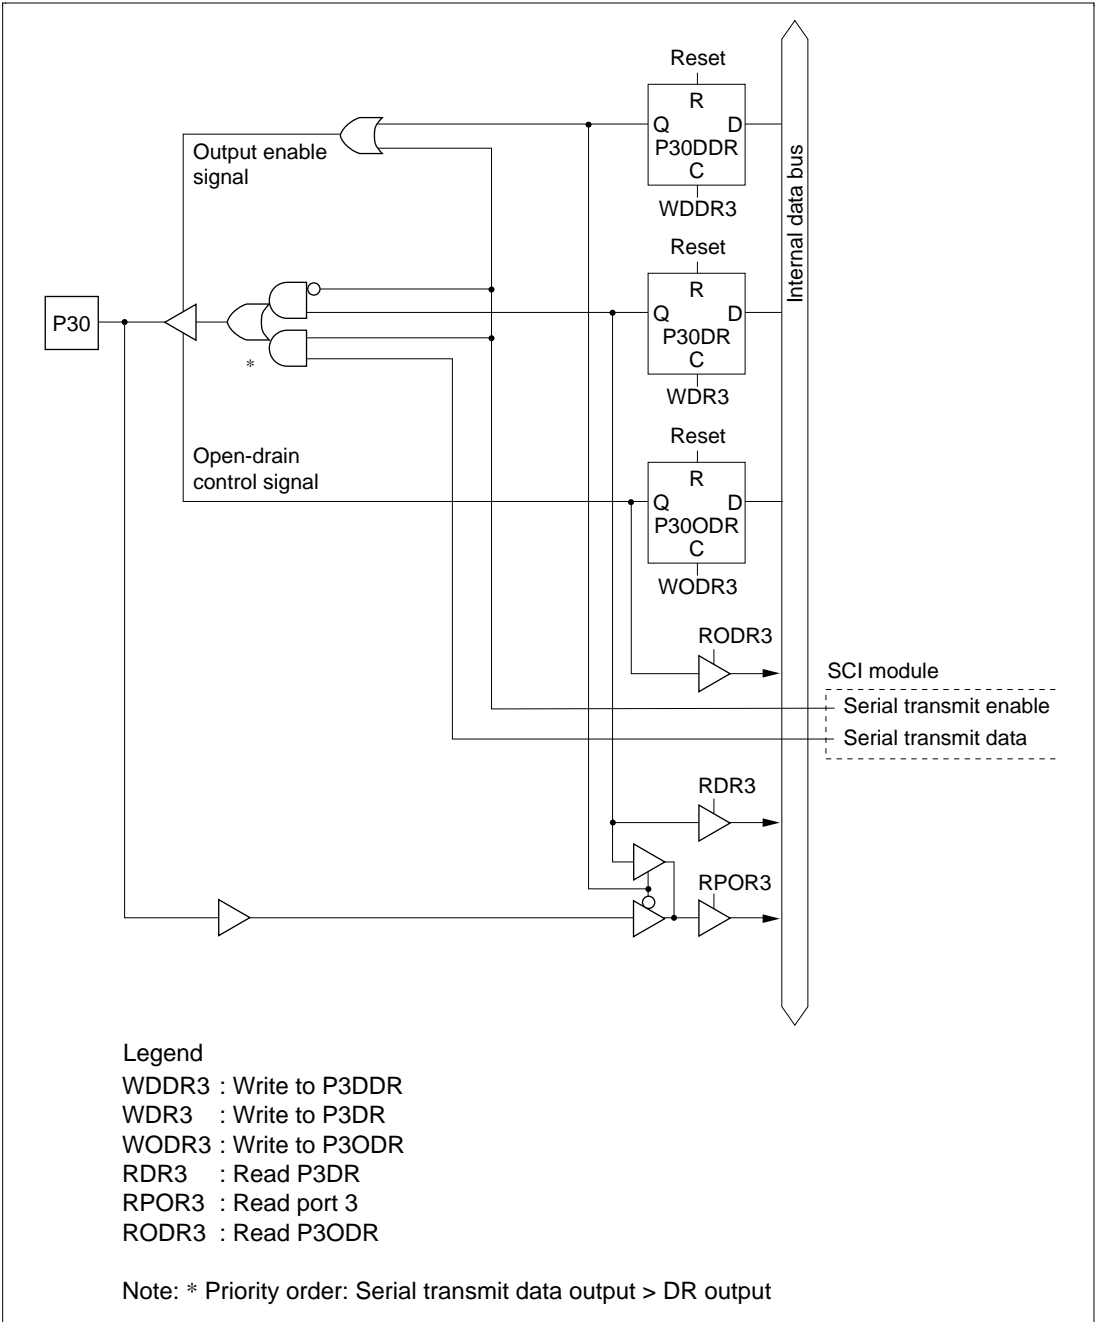 Reset
R
Q D
P30DDR
C
WDDR3
Output enable
signal
Internal data bus
Reset
R
Q D
P30DR
C
WDR3
P30
*
Reset
R
Q D
P30ODR
C
WODR3
Open-drain
control signal
RODR3
SCI module
Serial transmit enable
Serial transmit data
RDR3
RPOR3
Legend
WDDR3 : Write to P3DDR
WDR3 : Write to P3DR
WODR3 : Write to P3ODR
RDR3 : Read P3DR
RPOR3 : Read port 3
RODR3 : Read P3ODR
Note: * Priority order: Serial transmit data output > DR output